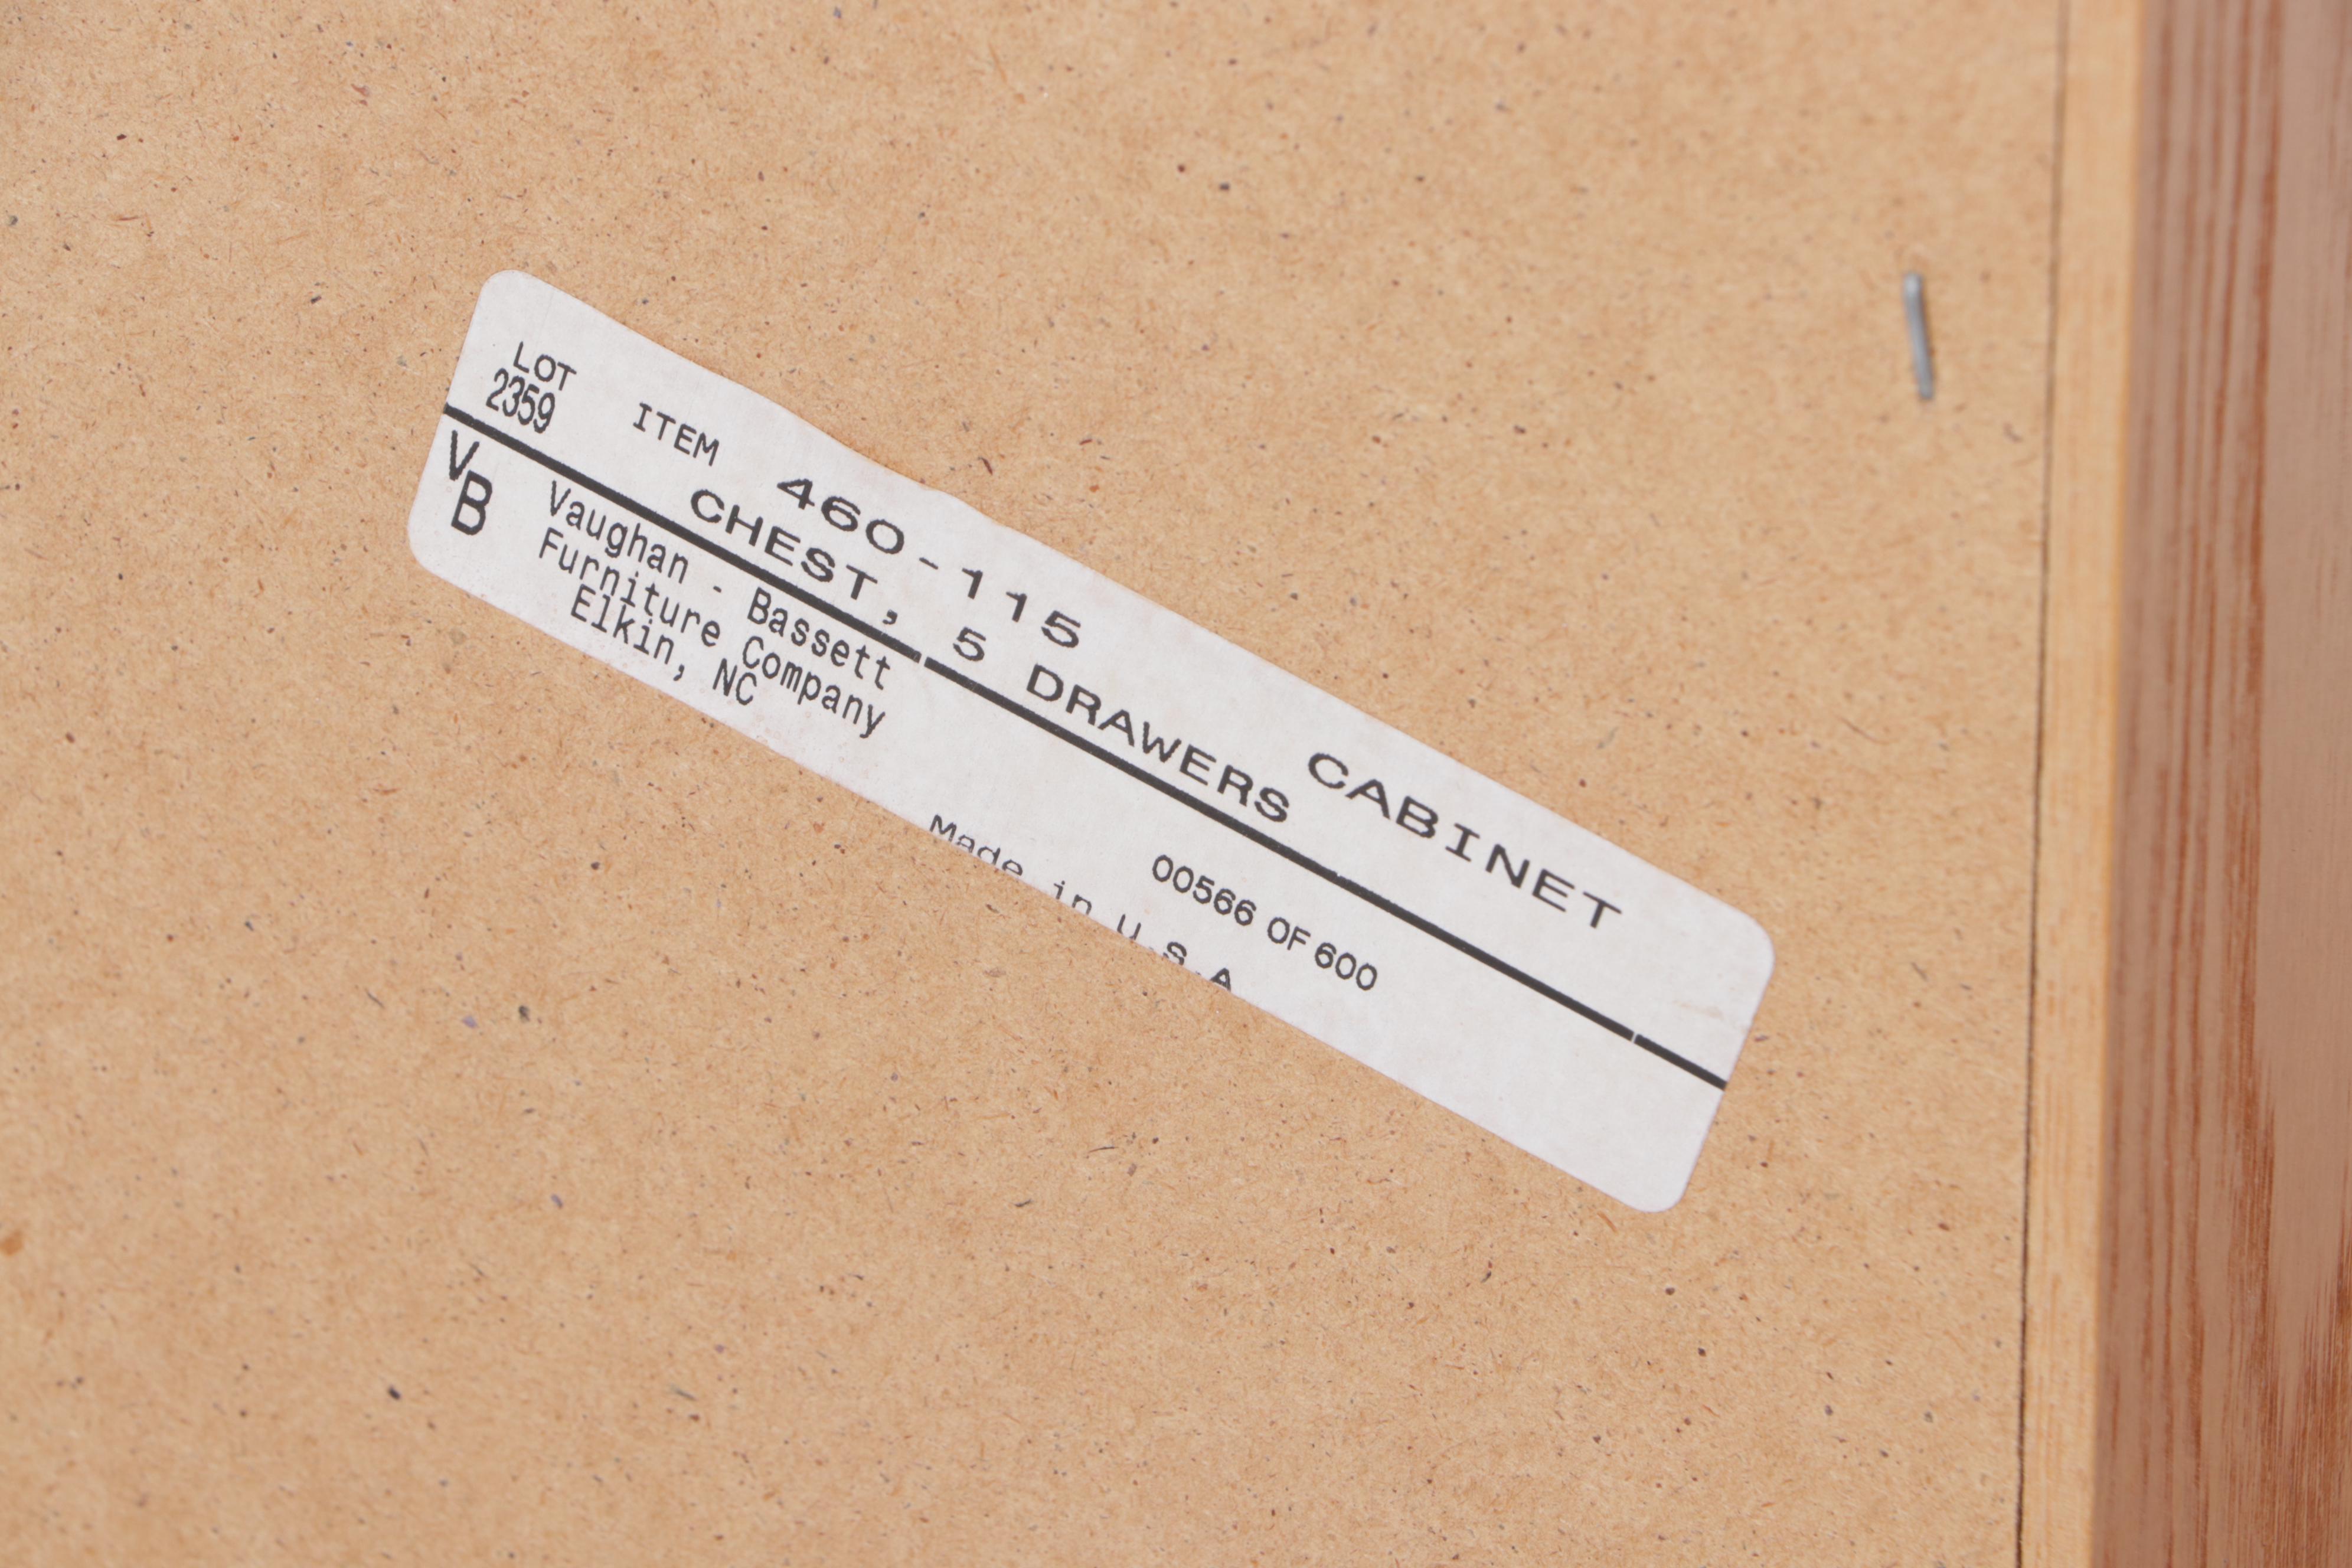 LOT
2359
ITEM 460-115 CABINET
CHEST, 5 DRAWERS
VB
Vaughan - Bassett
Furniture Company
Elkin, NC
00566 OF 600
Made in U.S.A